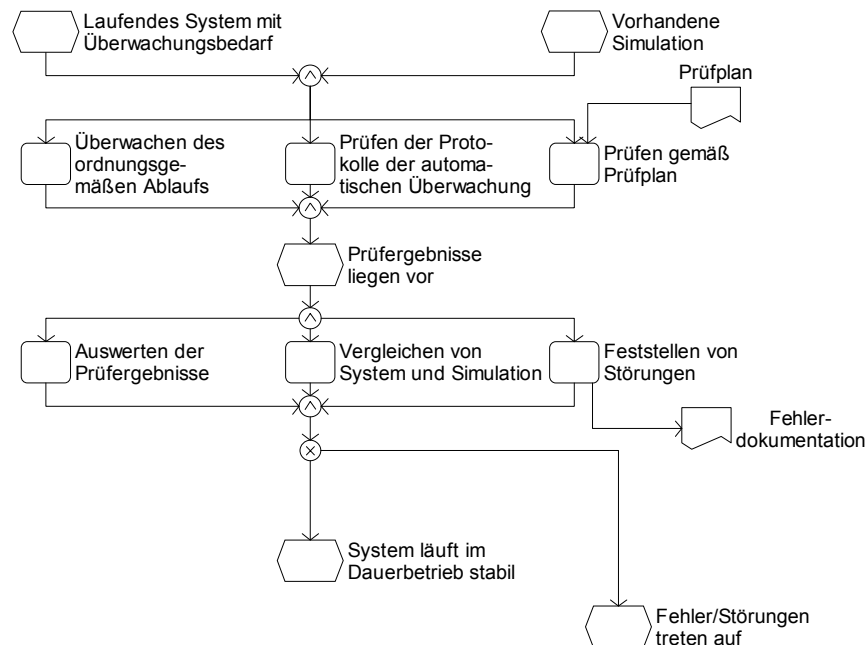 Laufendes System mit
Überwachungsbedarf
Vorhandene
Simulation
Prüfplan
Überwachen des
ordnungsge-
mäßen Ablaufs
Prüfen der Proto-
kolle der automa-
tischen Überwachung
Prüfen gemäß
Prüfplan
Prüfergebnisse
liegen vor
Auswerten der
Prüfergebnisse
Vergleichen von
System und Simulation
Feststellen von
Störungen
Fehler-
dokumentation
System läuft im
Dauerbetrieb stabil
Fehler/Störungen
treten auf